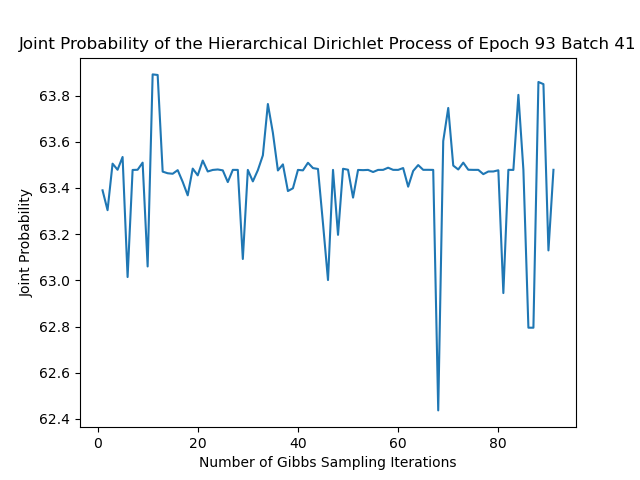 Joint Probability of the Hierarchical Dirichlet Process of Epoch 93 Batch 41
63.8
63.6
63.4
63.2
63.0
62.8
62.6
62.4
Joint Probability
0 20 40 60 80
Number of Gibbs Sampling Iterations